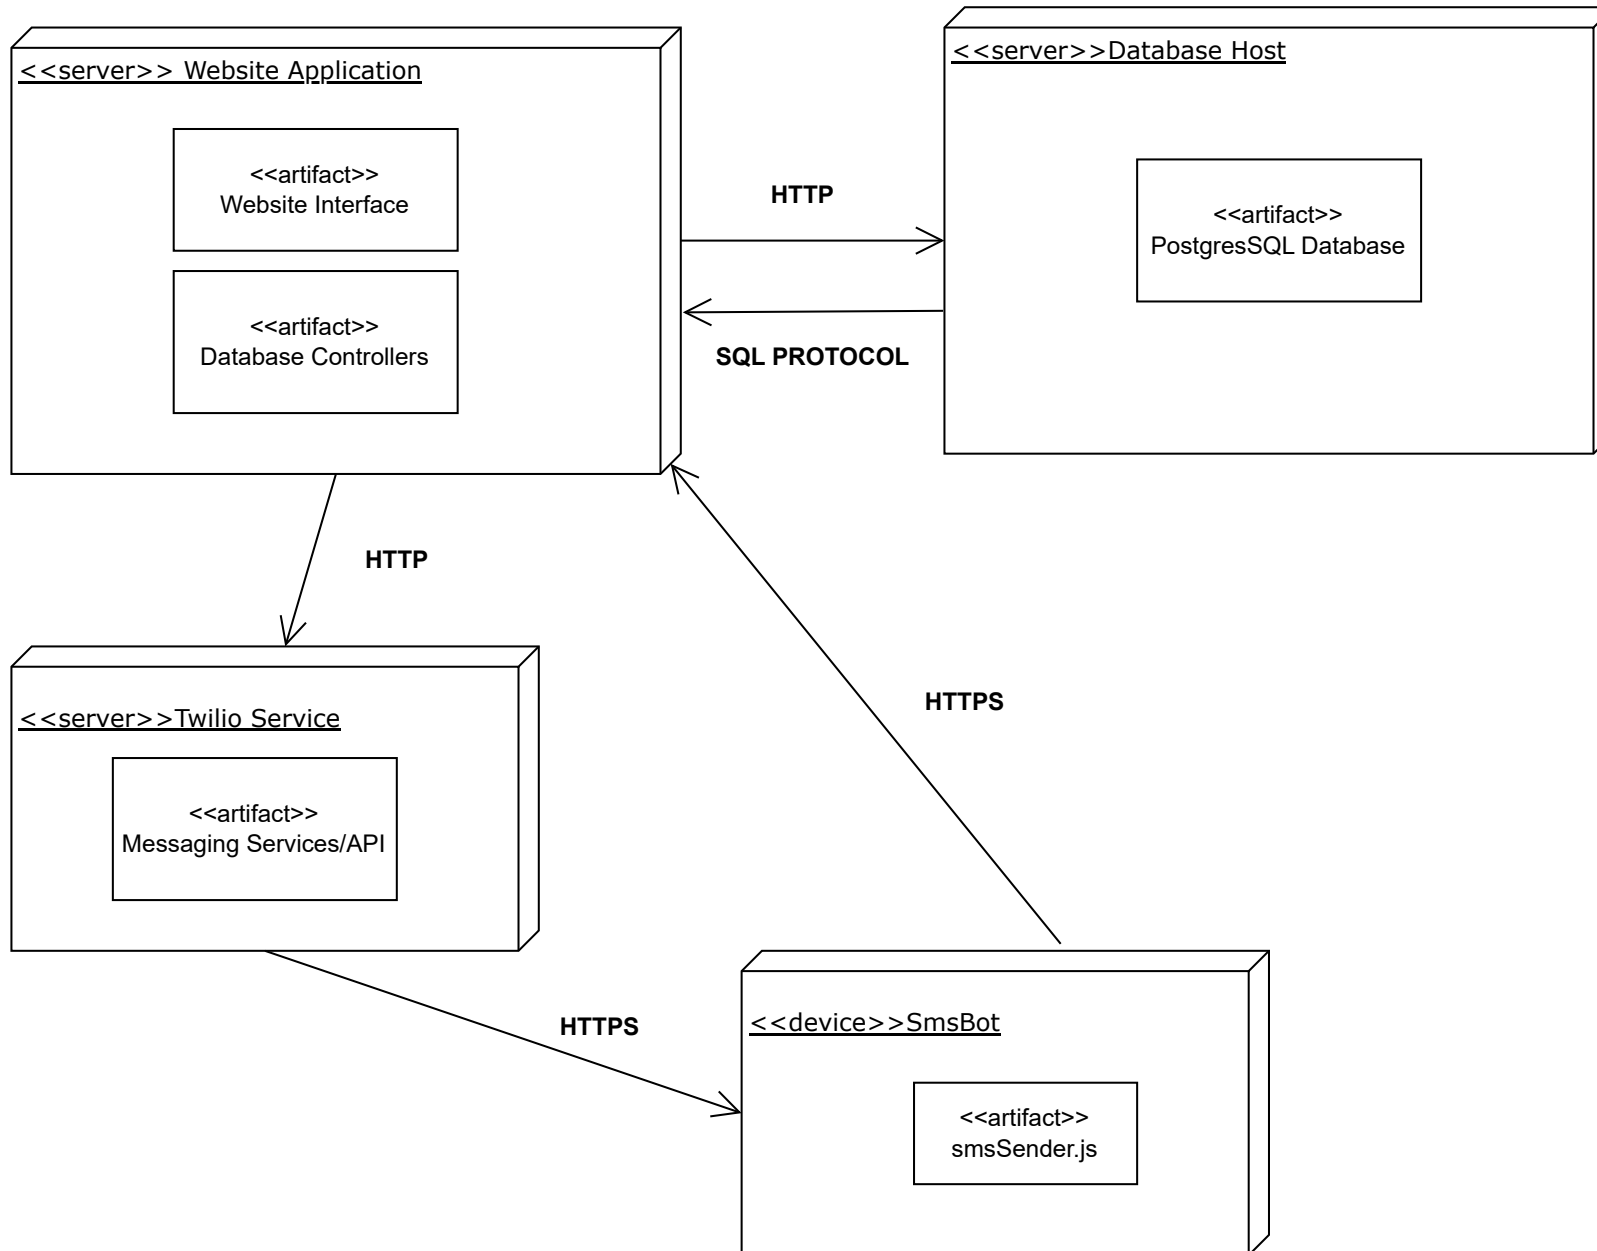 <<server>> Website Application
<<server>>Database Host
<<artifact>>
Website Interface
<<artifact>>
PostgresSQL Database
HTTP
<<artifact>>
Database Controllers
SQL PROTOCOL
HTTP
<<server>>Twilio Service
HTTPS
<<artifact>>
Messaging Services/API
HTTPS
<<device>>SmsBot
<<artifact>>
smsSender.js